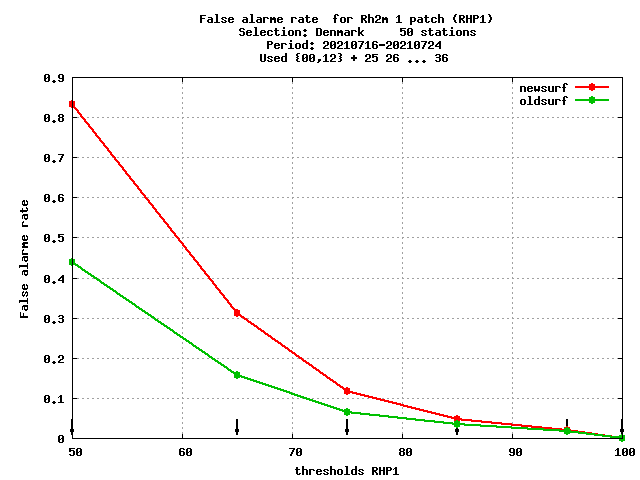 False alarme rate  for Rh2m 1 patch (RHP1)
Selection: Denmark     50 stations
Period: 20210716-20210724
Used {00,12} + 25 26 ... 36
newsurf
oldsurf
0.9
0.8
0.7
0.6
0.5
0.4
0.3
0.2
0.1
0
False alarme rate
50 60 70 80 90 100
thresholds RHP1